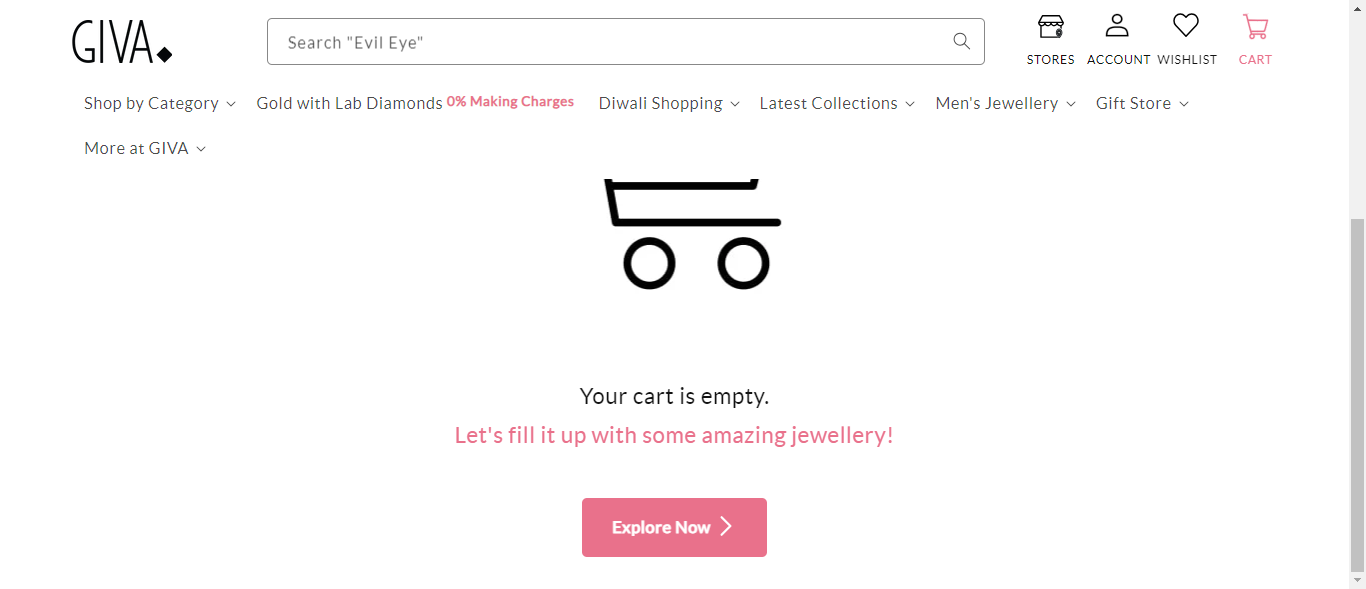 GIVA
Search "Evil Eye"
STORES ACCOUNT WISHLIST CART
Shop by Category Gold with Lab Diamonds 0% Making Charges Diwali Shopping Latest Collections Men's Jewellery Gift Store
More at GIVA
Your cart is empty.
Let's fill it up with some amazing jewellery!
Explore Now